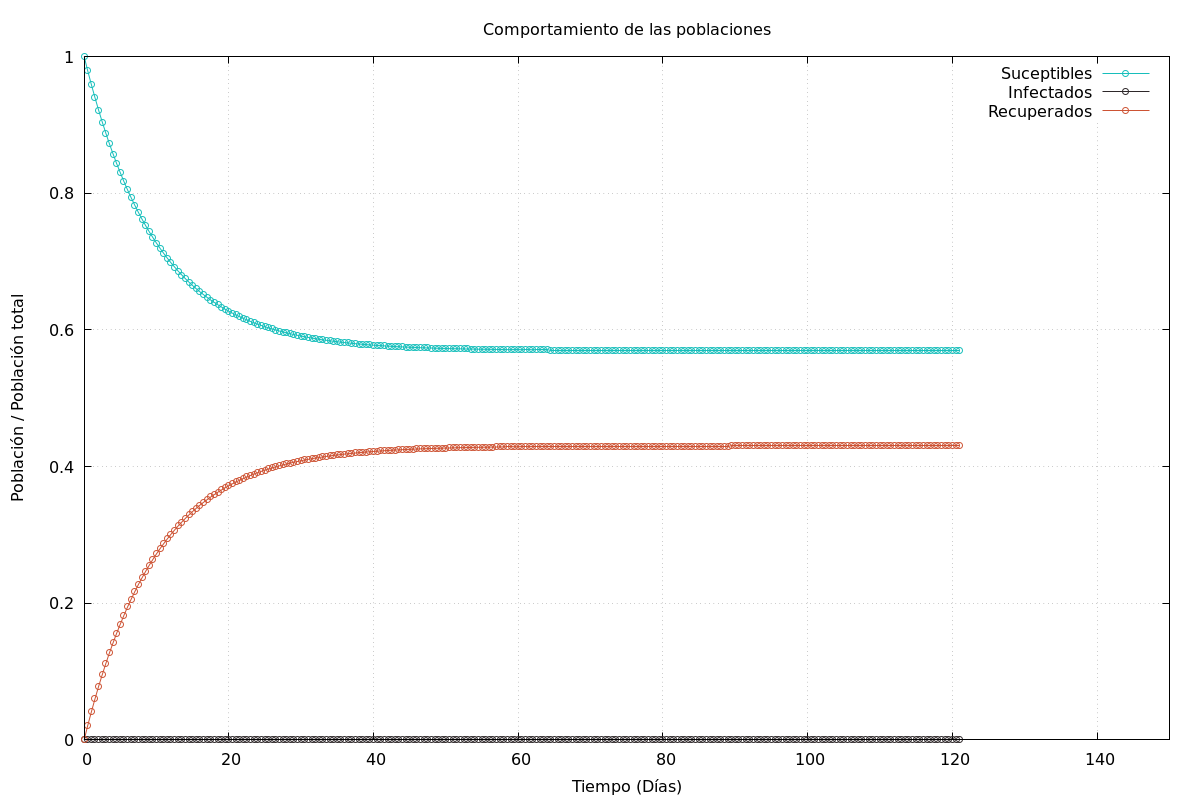 Comportamiento de las poblaciones
Suceptibles
Infectados
Recuperados
1
0.8
0.6
0.4
0.2
0
Población / Población total
0 20 40 60 80 100 120 140
Tiempo (Días)